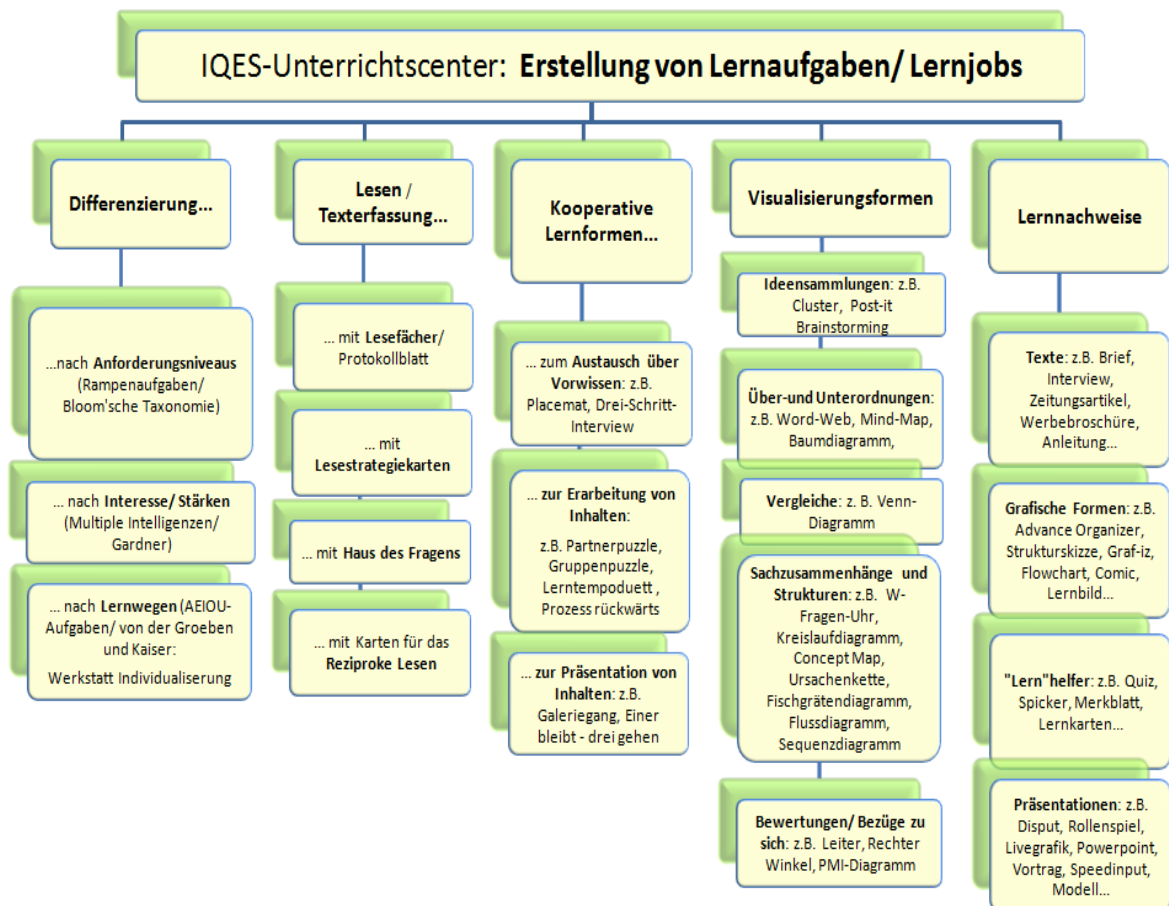 IQES-Unterrichtscenter: Erstellung von Lernaufgaben/ Lernjobs
Differenzierung...
...nach Anforderungsniveaus
(Rampenaufgaben/
Bloom'sche Taxonomie)
... nach Interesse/ Stärken
(Multiple Intelligenzen/
Gardner)
... nach Lernwegen (AEIOU-
Aufgaben/ von der Groeben
und Kaiser:
Werkstatt Individualiserung
Lesen /
Texterfassung...
... mit Lesefächer/
Protokollblatt
... mit
Lesestrategiekarten
... mit Haus des Fragens
... mit Karten für das
Reziproke Lesen
Kooperative
Lernformen...
... zum Austausch über
Vorwissen: z.B.
Placemat, Drei-Schritt-
Interview
... zur Erarbeitung von
Inhalten:
z.B. Partnerpuzzle,
Gruppenpuzzle,
Lerntempoduett ,
Prozess rückwärts
... zur Präsentation von
Inhalten: z.B.
Galeriegang, Einer
bleibt - drei gehen
Visualisierungsformen
Ideensammlungen: z.B.
Cluster, Post-it
Brainstorming
Über-und Unterordnungen:
z.B. Word-Web, Mind-Map,
Baumdiagramm,
Vergleiche: z. B. Venn-
Diagramm
Sachzusammenhänge und
Strukturen: z.B. W-
Fragen-Uhr,
Kreislaufdiagramm,
Concept Map,
Ursachenkette,
Fischgrätendiagramm,
Flussdiagramm,
Sequenzdiagramm
Bewertungen/ Bezüge zu
sich: z.B. Leiter, Rechter
Winkel, PMI-Diagramm
Lernnachweise
Texte: z.B. Brief,
Interview,
Zeitungsartikel,
Werbebroschüre,
Anleitung...
Grafische Formen: z.B.
Advance Organizer,
Strukturskizze, Graf-iz,
Flowchart, Comic,
Lernbild...
"Lern"helfer: z.B. Quiz,
Spicker, Merkblatt,
Lernkarten...
Präsentationen: z.B.
Disput, Rollenspiel,
Livegrafik, Powerpoint,
Vortrag, Speedinput,
Modell...